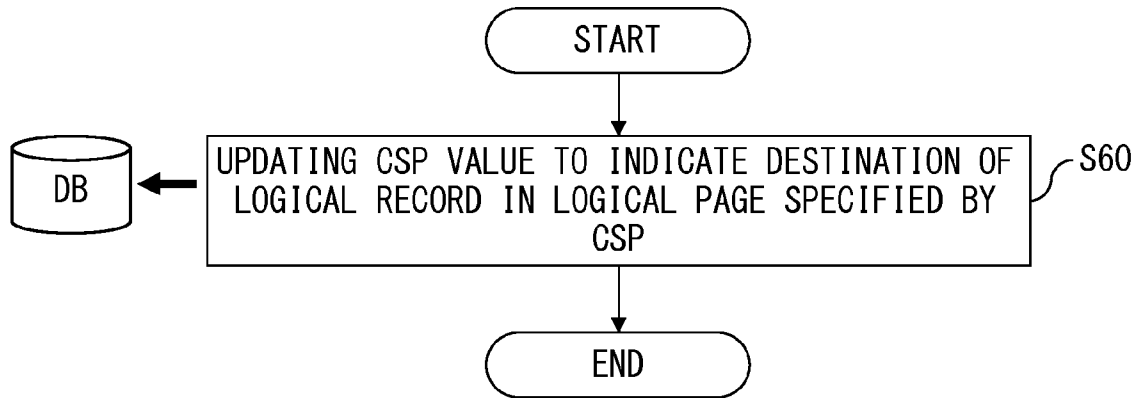 START
UPDATING CSP VALUE TO INDICATE DESTINATION OF
LOGICAL RECORD IN LOGICAL PAGE SPECIFIED BY
CSP
S60
DB
END